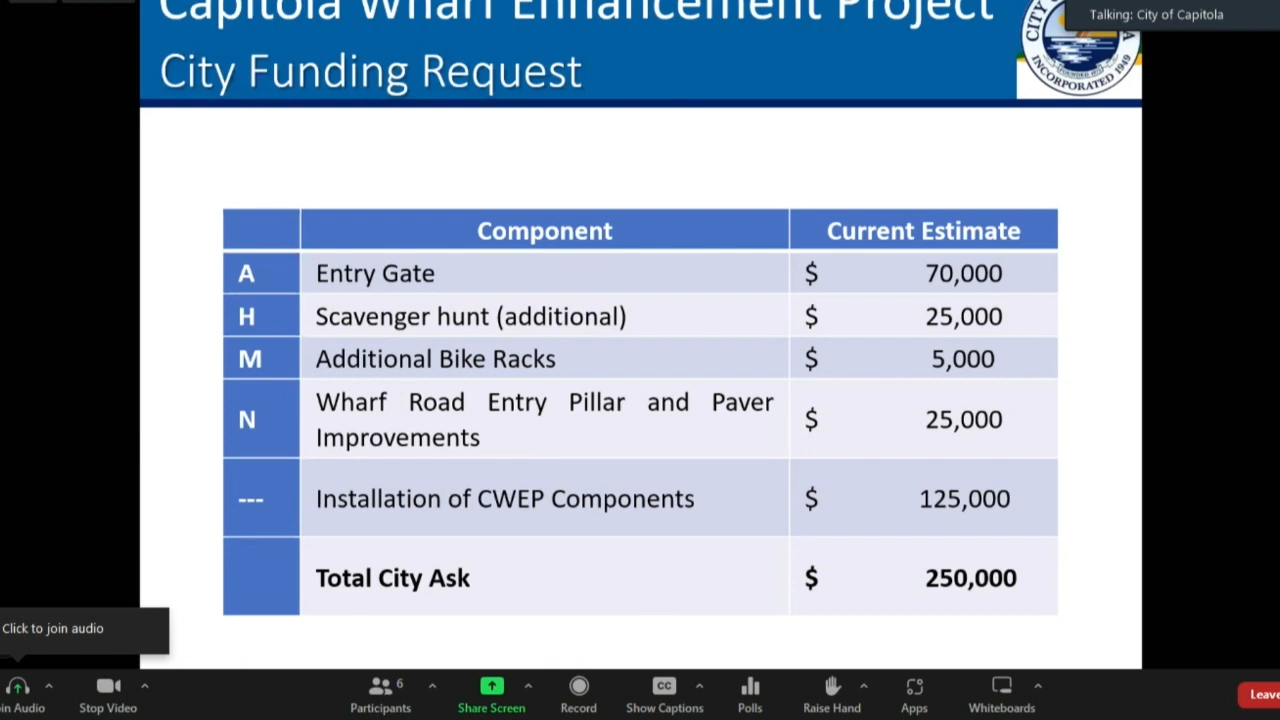 Capitola Wharf Enhancement Project
Talking: City of Capitola
City Funding Request
INCORPORATED 1949
Component Current Estimate
A Entry Gate $ 70,000
H Scavenger hunt (additional) $ 25,000
M Additional Bike Racks $ 5,000
N Wharf Road Entry Pillar and Paver
Improvements $ 25,000
--- Installation of CWEP Components $ 125,000
Total City Ask $ 250,000
Click to join audio
in Audio Stop Video Participants 6 Share Screen Record CC Show Captions Polls Raise Hand Apps Whiteboards Leave